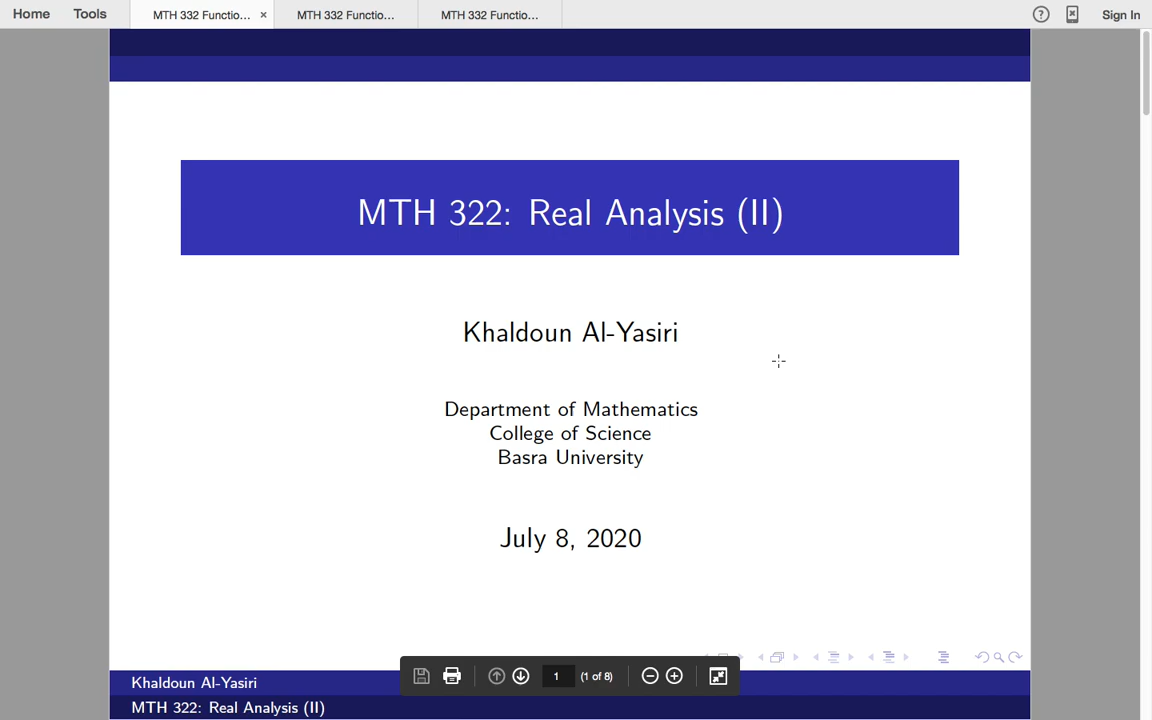 Home Tools MTH 332 Functio... × MTH 332 Functio... MTH 332 Functio... Sign In
MTH 322: Real Analysis (II)
Khaldoun Al-Yasiri
Department of Mathematics
College of Science
Basra University
July 8, 2020
1 (1 of 8)
Khaldoun Al-Yasiri
MTH 322: Real Analysis (II)